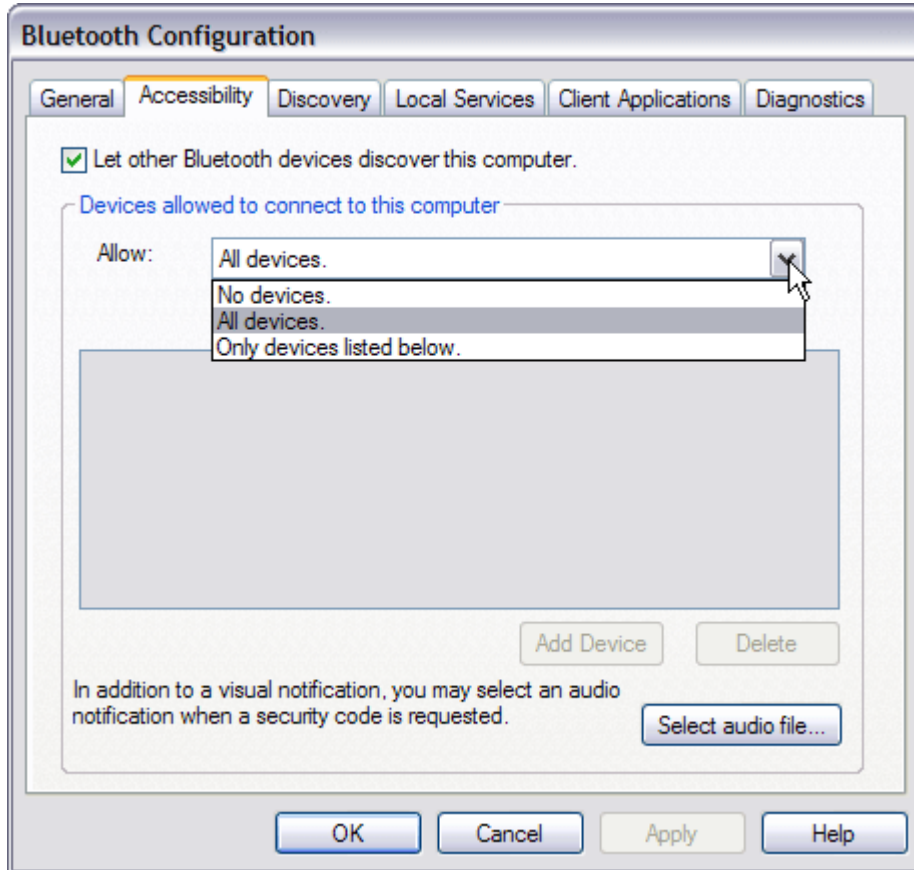 Bluetooth Configuration
General Accessibility Discovery Local Services Client Applications Diagnostics
Let other Bluetooth devices discover this computer.
Devices allowed to connect to this computer
Allow: All devices.
No devices.
All devices.
Only devices listed below.
Add Device Delete
In addition to a visual notification, you may select an audio
notification when a security code is requested.
Select audio file...
OK Cancel Apply Help